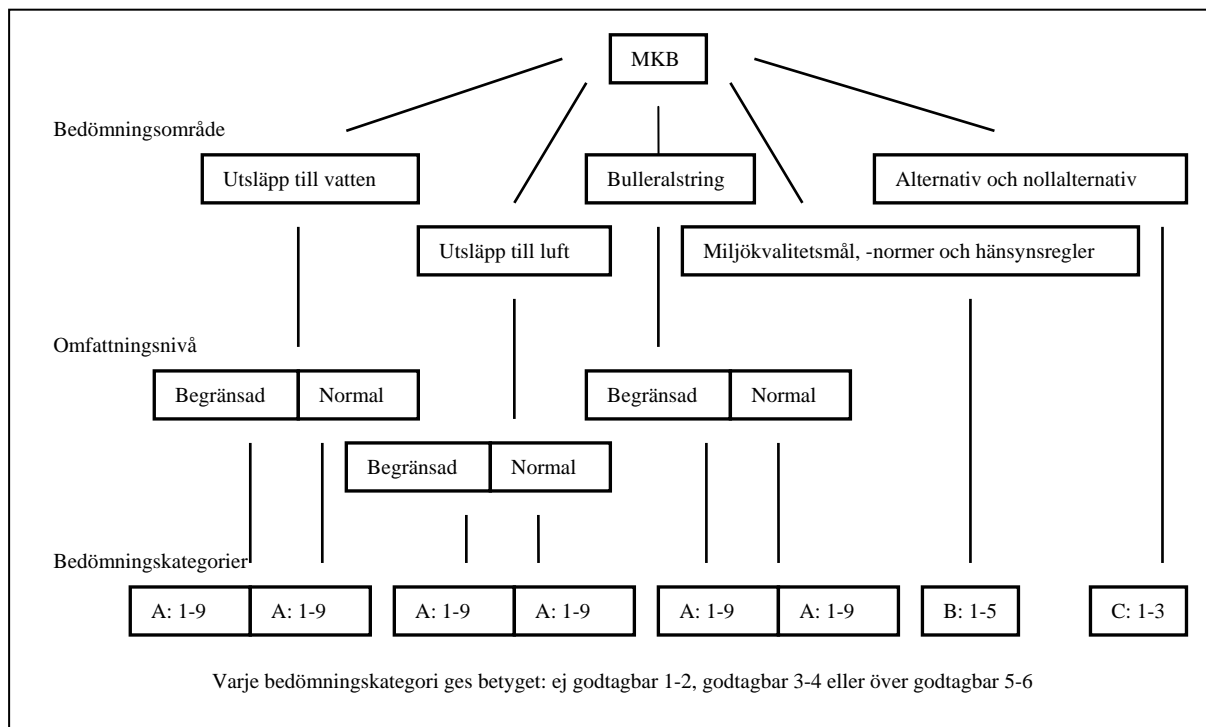 MKB
Bedömningsområde
Utsläpp till vatten
Bulleralstring
Alternativ och nollalternativ
Utsläpp till luft
Miljökvalitetsmål, -normer och hänsynsregler
Omfattningsnivå
Begränsad
Normal
Begränsad
Normal
Begränsad
Normal
Bedömningskategorier
A: 1-9
A: 1-9
A: 1-9
A: 1-9
A: 1-9
A: 1-9
B: 1-5
C: 1-3
Varje bedömningskategori ges betyget: ej godtagbar 1-2, godtagbar 3-4 eller över godtagbar 5-6